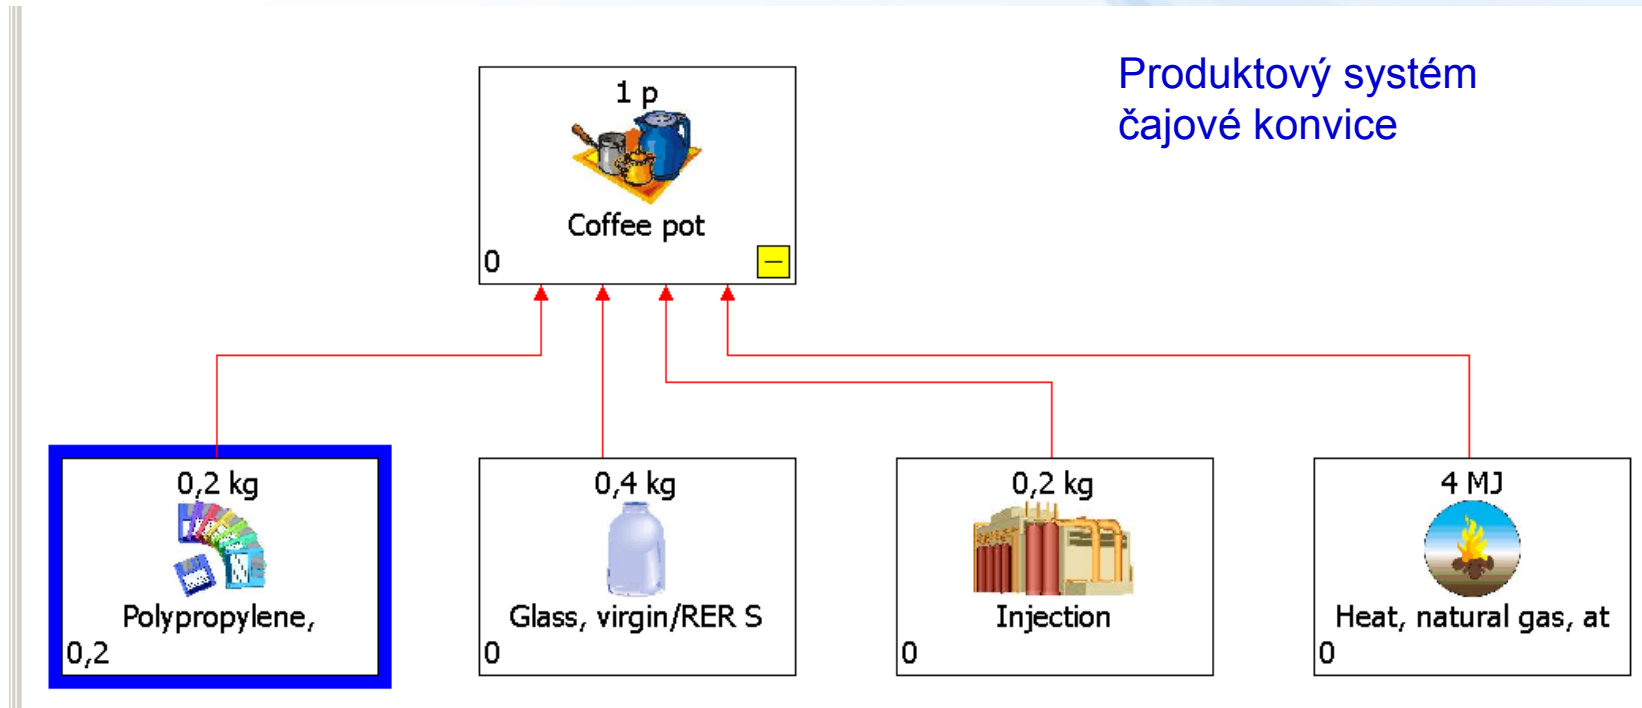 Produktový systém
čajové konvice
1 p
Coffee pot
0
0,2 kg
Polypropylene,
0,2
0,4 kg
Glass, virgin/RER S
0
0,2 kg
Injection
0
4 MJ
Heat, natural gas, at
0